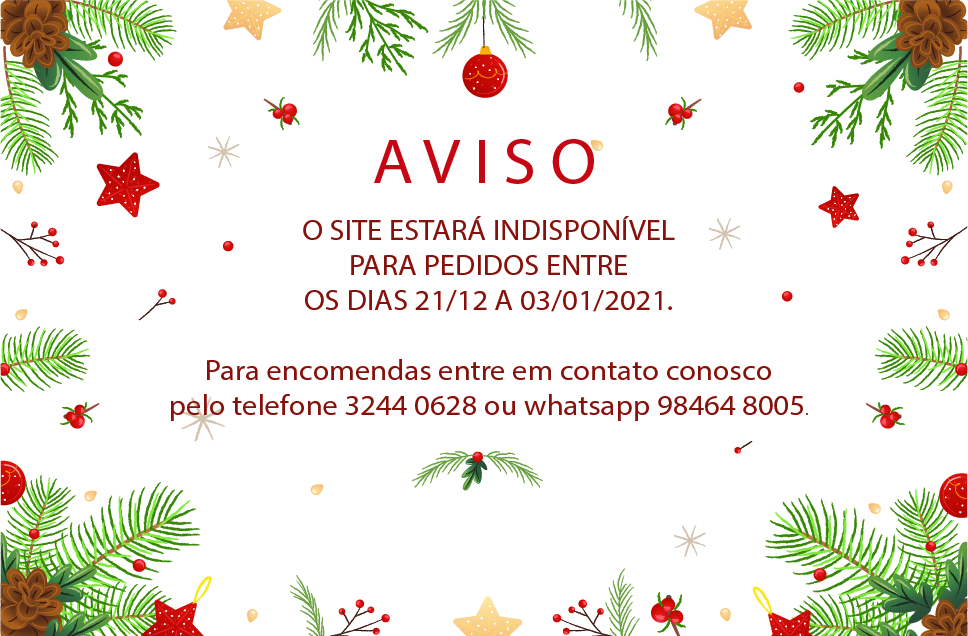 AVISO
O SITE ESTARÁ INDISPONÍVEL
PARA PEDIDOS ENTRE
OS DIAS 21/12 A 03/01/2021.
Para encomendas entre em contato conosco
pelo telefone 3244 0628 ou whatsapp 98464 8005.